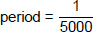 period = 1/5000